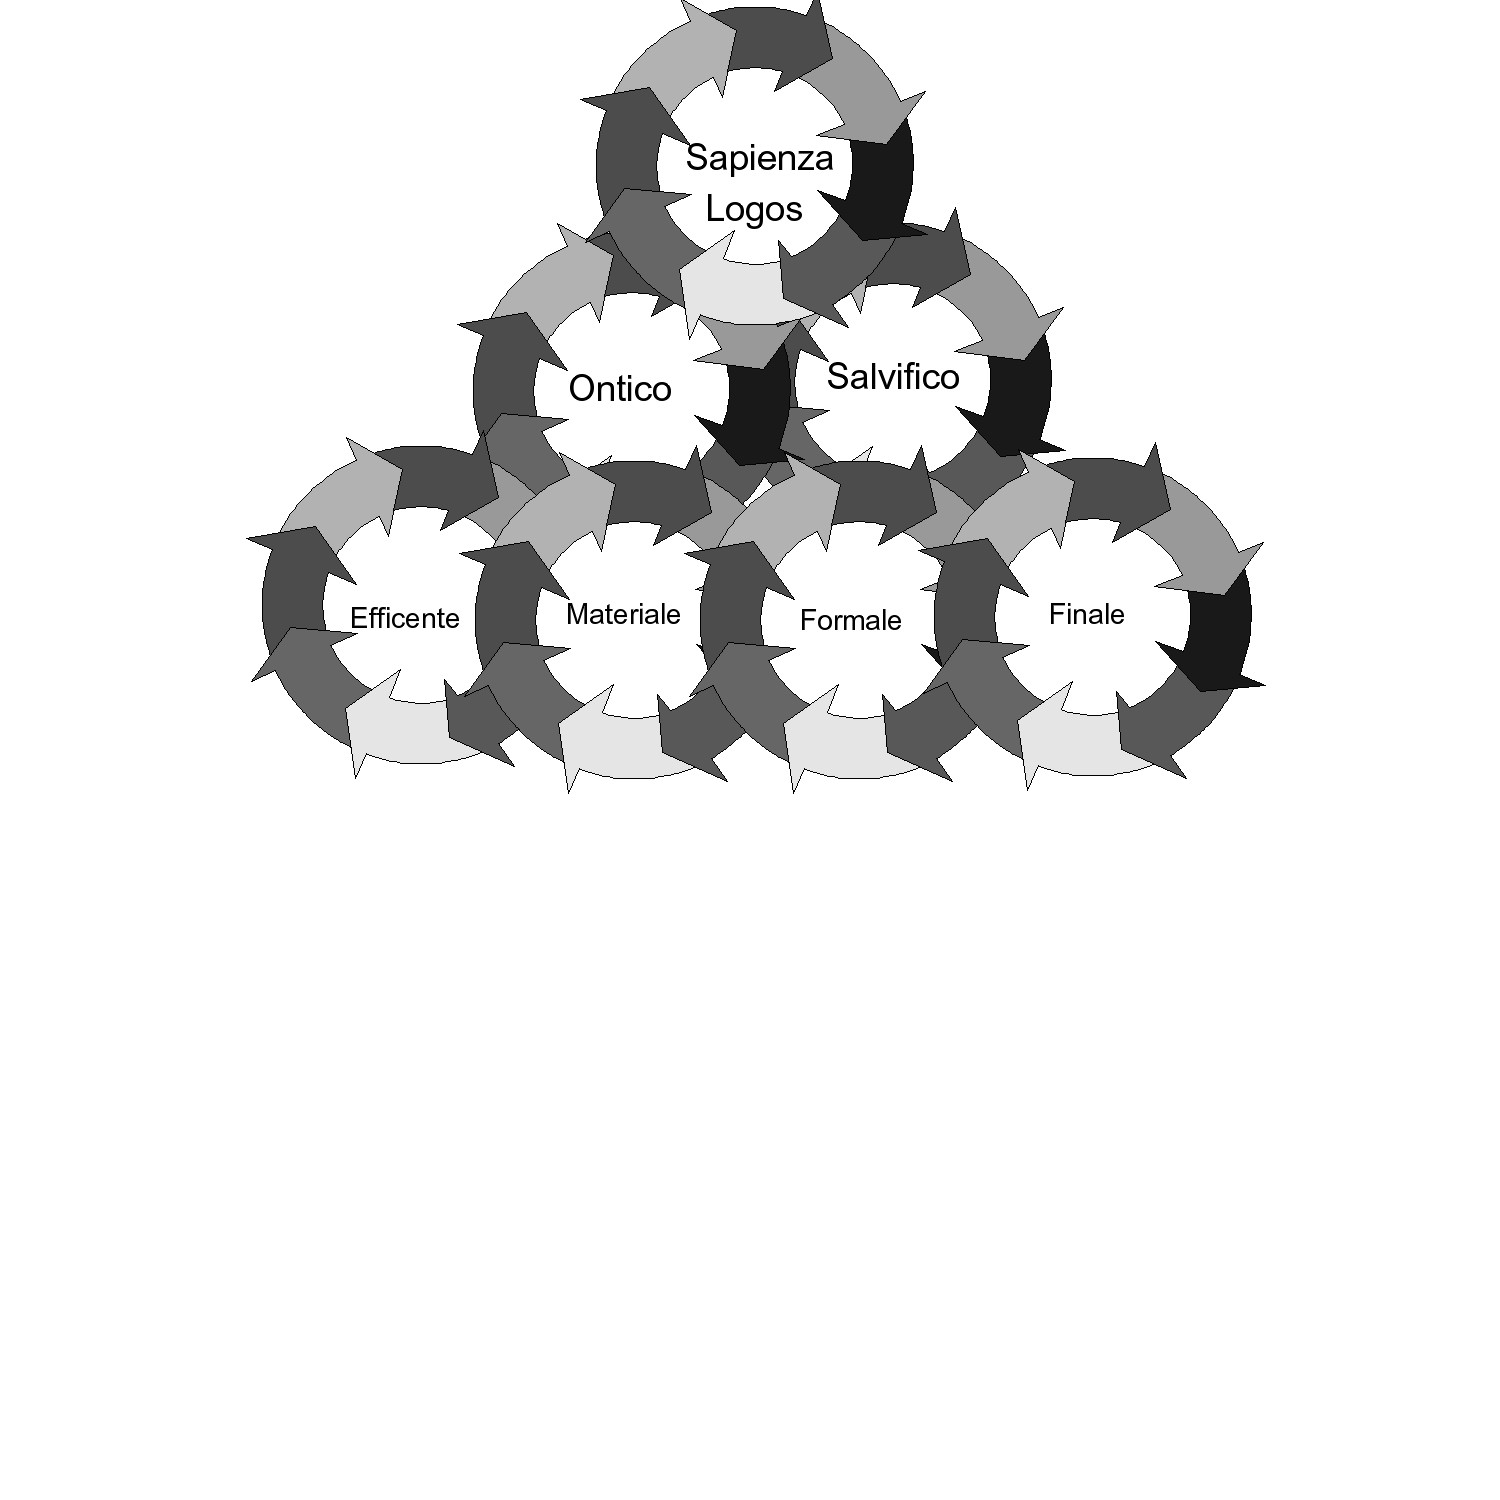 Sapienza
Logos
Ontico
Salvifico
Efficente
Materiale
Formale
Finale